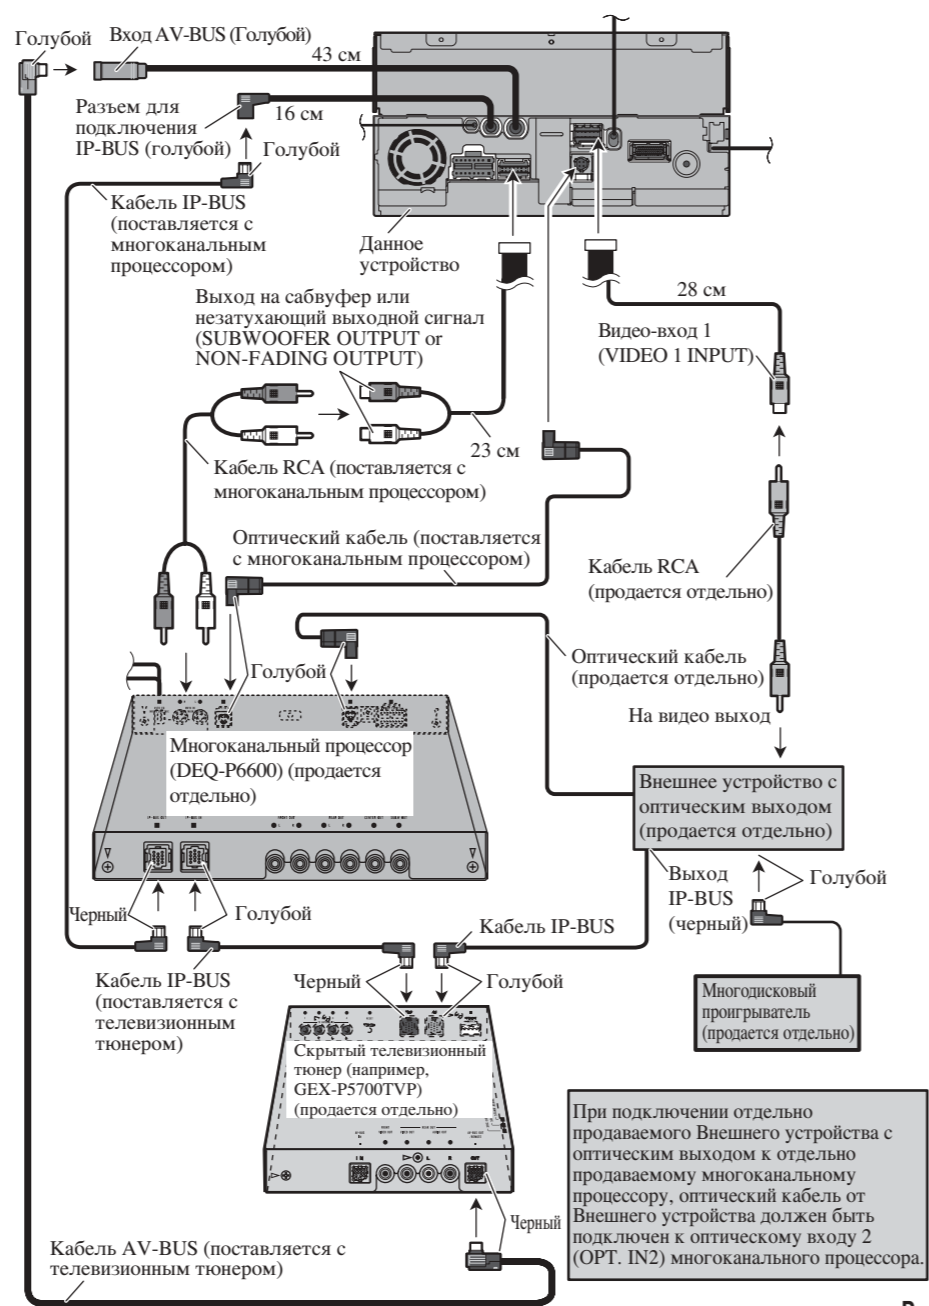 Голубой
Вход AV-BUS (Голубой)
43 см
Разъем для
подключения
IP-BUS (голубой)
16 см
Голубой
Кабель IP-BUS
(поставляется с
многоканальным
процессором)
Данное
устройство
Выход на сабвуфер или
незатухающий выходной сигнал
(SUBWOOFER OUTPUT or
NON-FADING OUTPUT)
28 см
Видео-вход 1
(VIDEO 1 INPUT)
23 см
Кабель RCA (поставляется с
многоканальным процессором)
Оптический кабель (поставляется
с многоканальным процессором)
Кабель RCA
(продается отдельно)
Голубой
Оптический кабель
(продается отдельно)
На видео выход
Многоканальный процессор
(DEQ-P6600) (продается
отдельно)
Внешнее устройство с
оптическим выходом
(продается отдельно)
Черный
Голубой
Кабель IP-BUS
Выход
IP-BUS
(черный)
Голубой
Кабель IP-BUS
(поставляется с
телевизионным
тюнером)
Черный
Голубой
Многодисковый
проигрыватель
(продается отдельно)
Скрытый телевизионный
тюнер (например,
GEX-P5700TVP)
(продается отдельно)
При подключении отдельно
продаваемого Внешнего устройства с
оптическим выходом к отдельно
продаваемому многоканальному
процессору, оптический кабель от
Внешнего устройства должен быть
подключен к оптическому входу 2
(OPT. IN2) многоканального процессора.
Черный
Кабель AV-BUS (поставляется с
телевизионным тюнером)